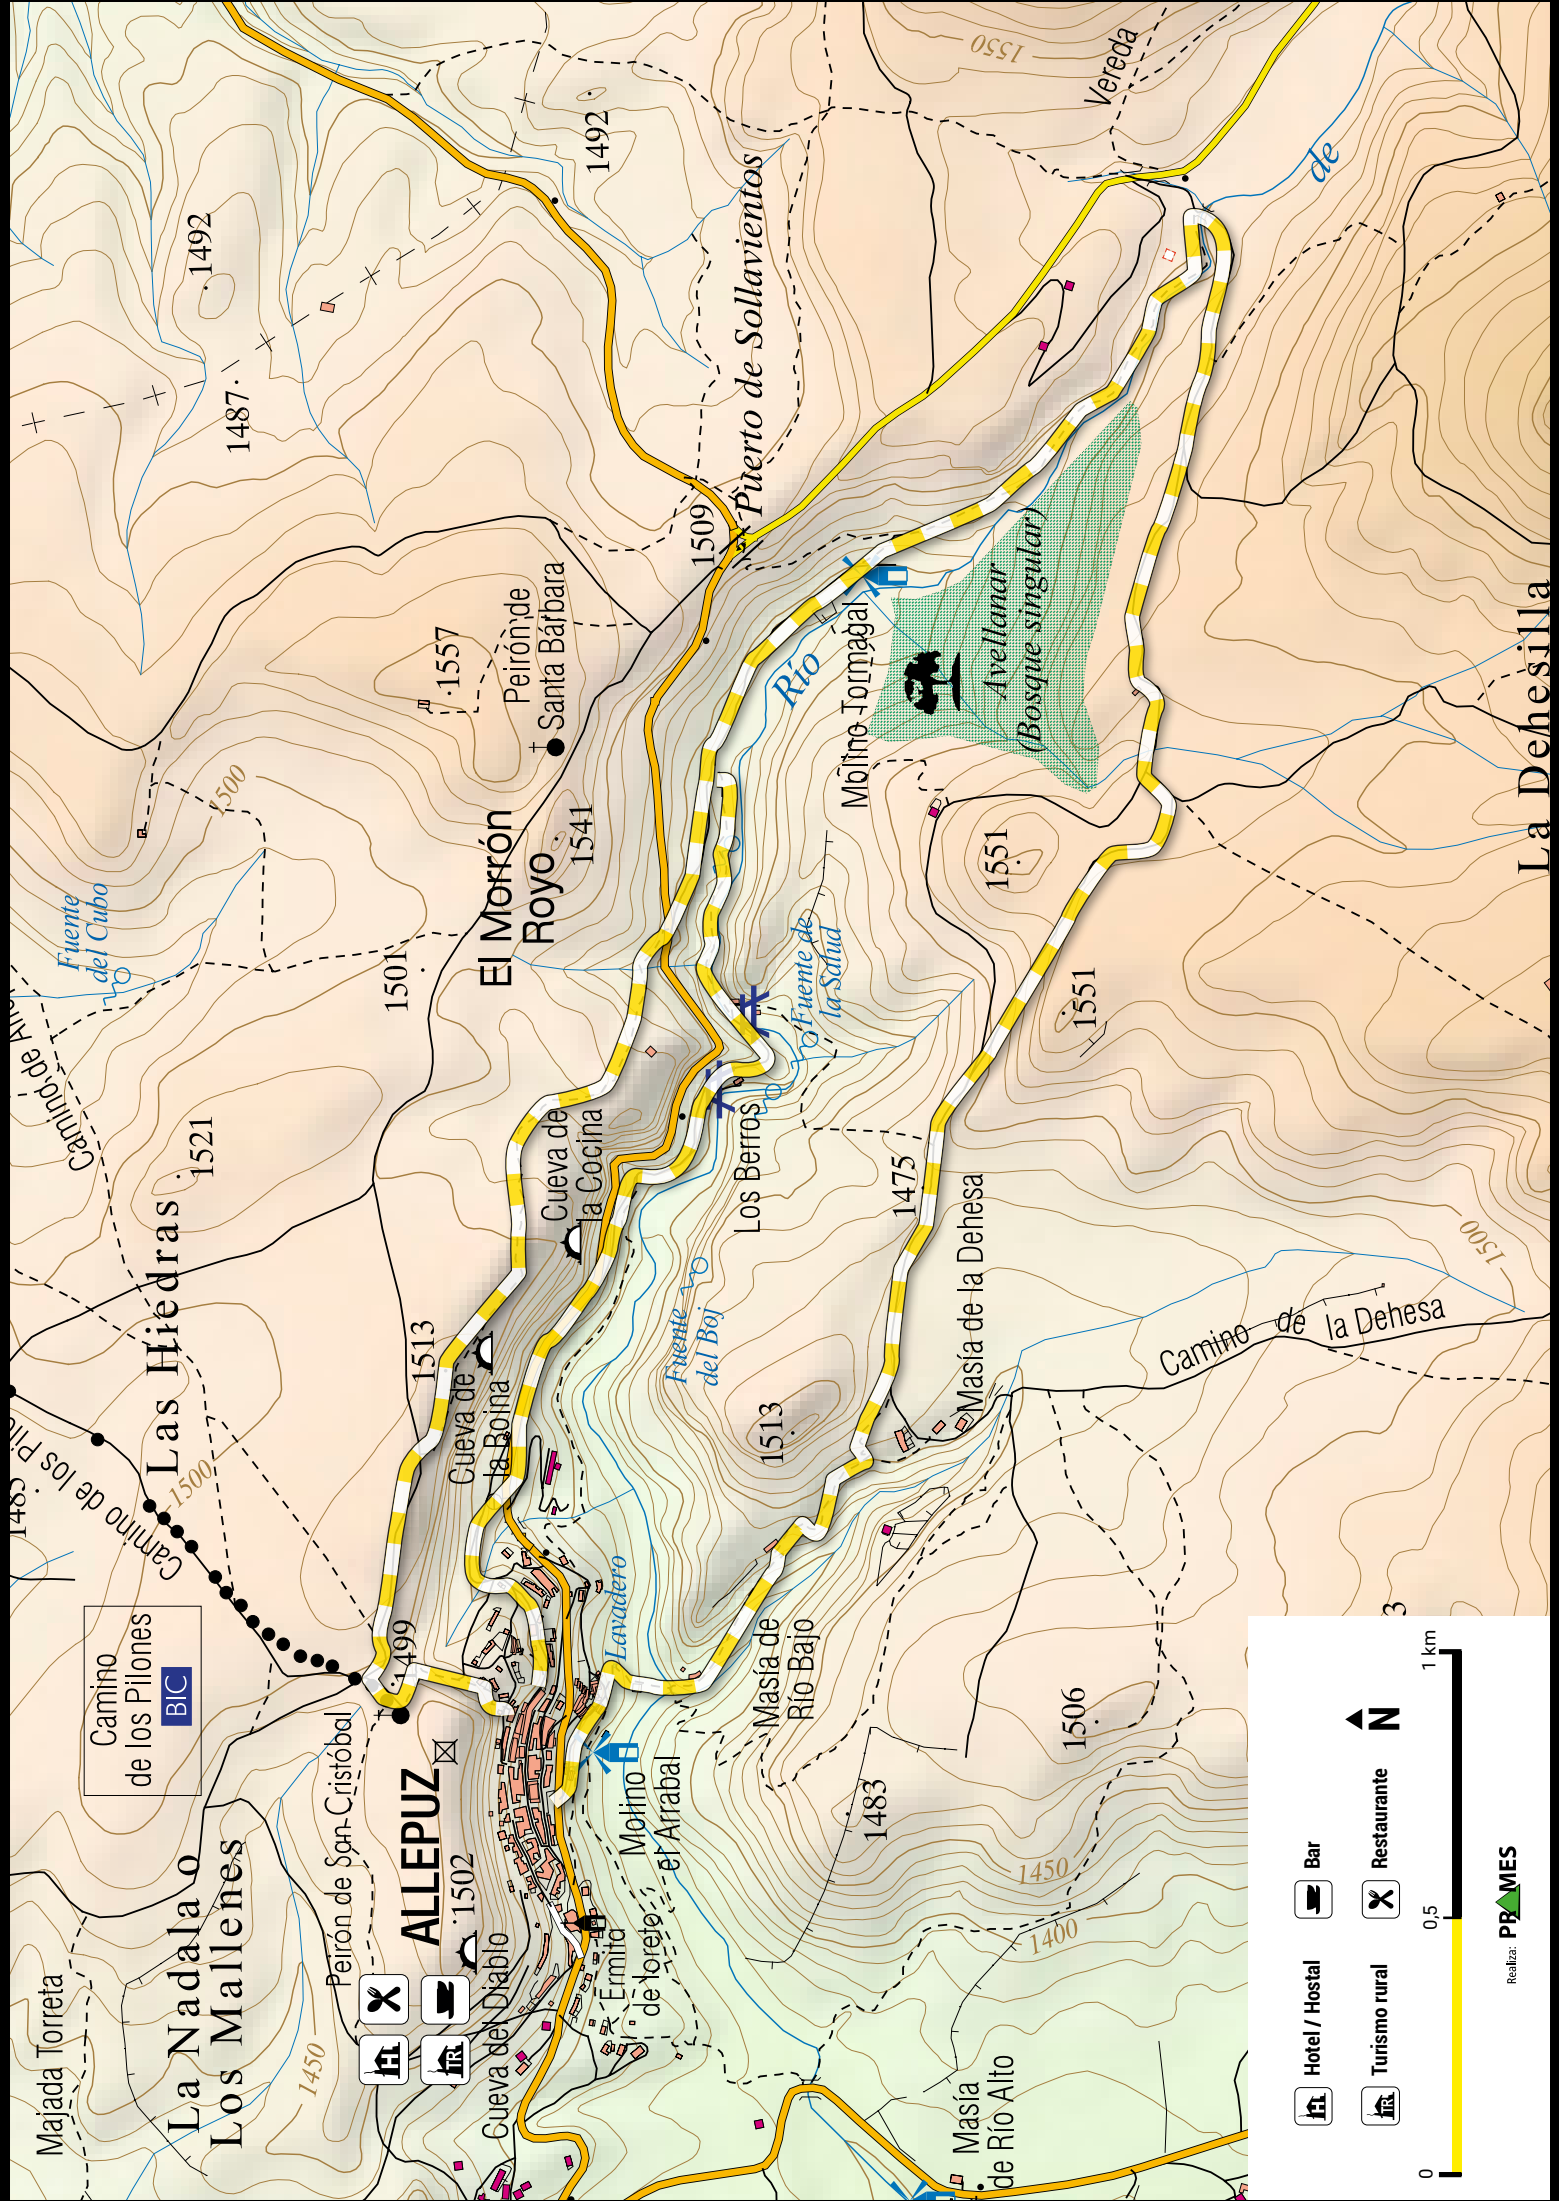 Majada Torreta
La Nadala o
Los Mallenes
Camino
de los Pilones
BIC
Peirón de San Cristóbal
ALLEPUZ
1502
1499
Cueva del Diablo
Camino de los
Las Hiedras
1500
1450
1513
1521
Fuente
del Cubo
1501
1500
El Morrón
Royo
1541
1557
Peirón de
Santa Bárbara
1487
1492
1492
1550
Vereda
1509
Puerto de Sollavientos
Río
de
Molino Tormagal
Avellanar
(Bosque singular)
La Dehesilla
1551
1551
Fuente de
la Salud
Los Berros
Cueva de
la Cocina
Cueva de
la Boina
Fuente
del Boj
1475
Masía de la Dehesa
1513
Camino de la Dehesa
1500
Lavadero
Masía de
Río Bajo
Molino
el Arrabal
Ermita
de loreto
1483
1506
1450
1400
Masía
de Río Alto
H
TR
H Hotel / Hostal
Bar
TR Turismo rural
Restaurante
N
0 0,5 1 km
Realiza: PRAMES